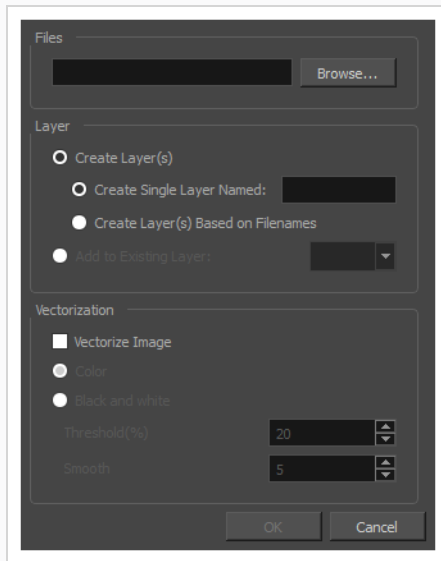 Files
Browse...
Layer
Create Layer(s)
Create Single Layer Named:
Create Layer(s) Based on Filenames
Add to Existing Layer:
Vectorization
Vectorize Image
Color
Black and white
Threshold(%) 20
Smooth 5
OK Cancel